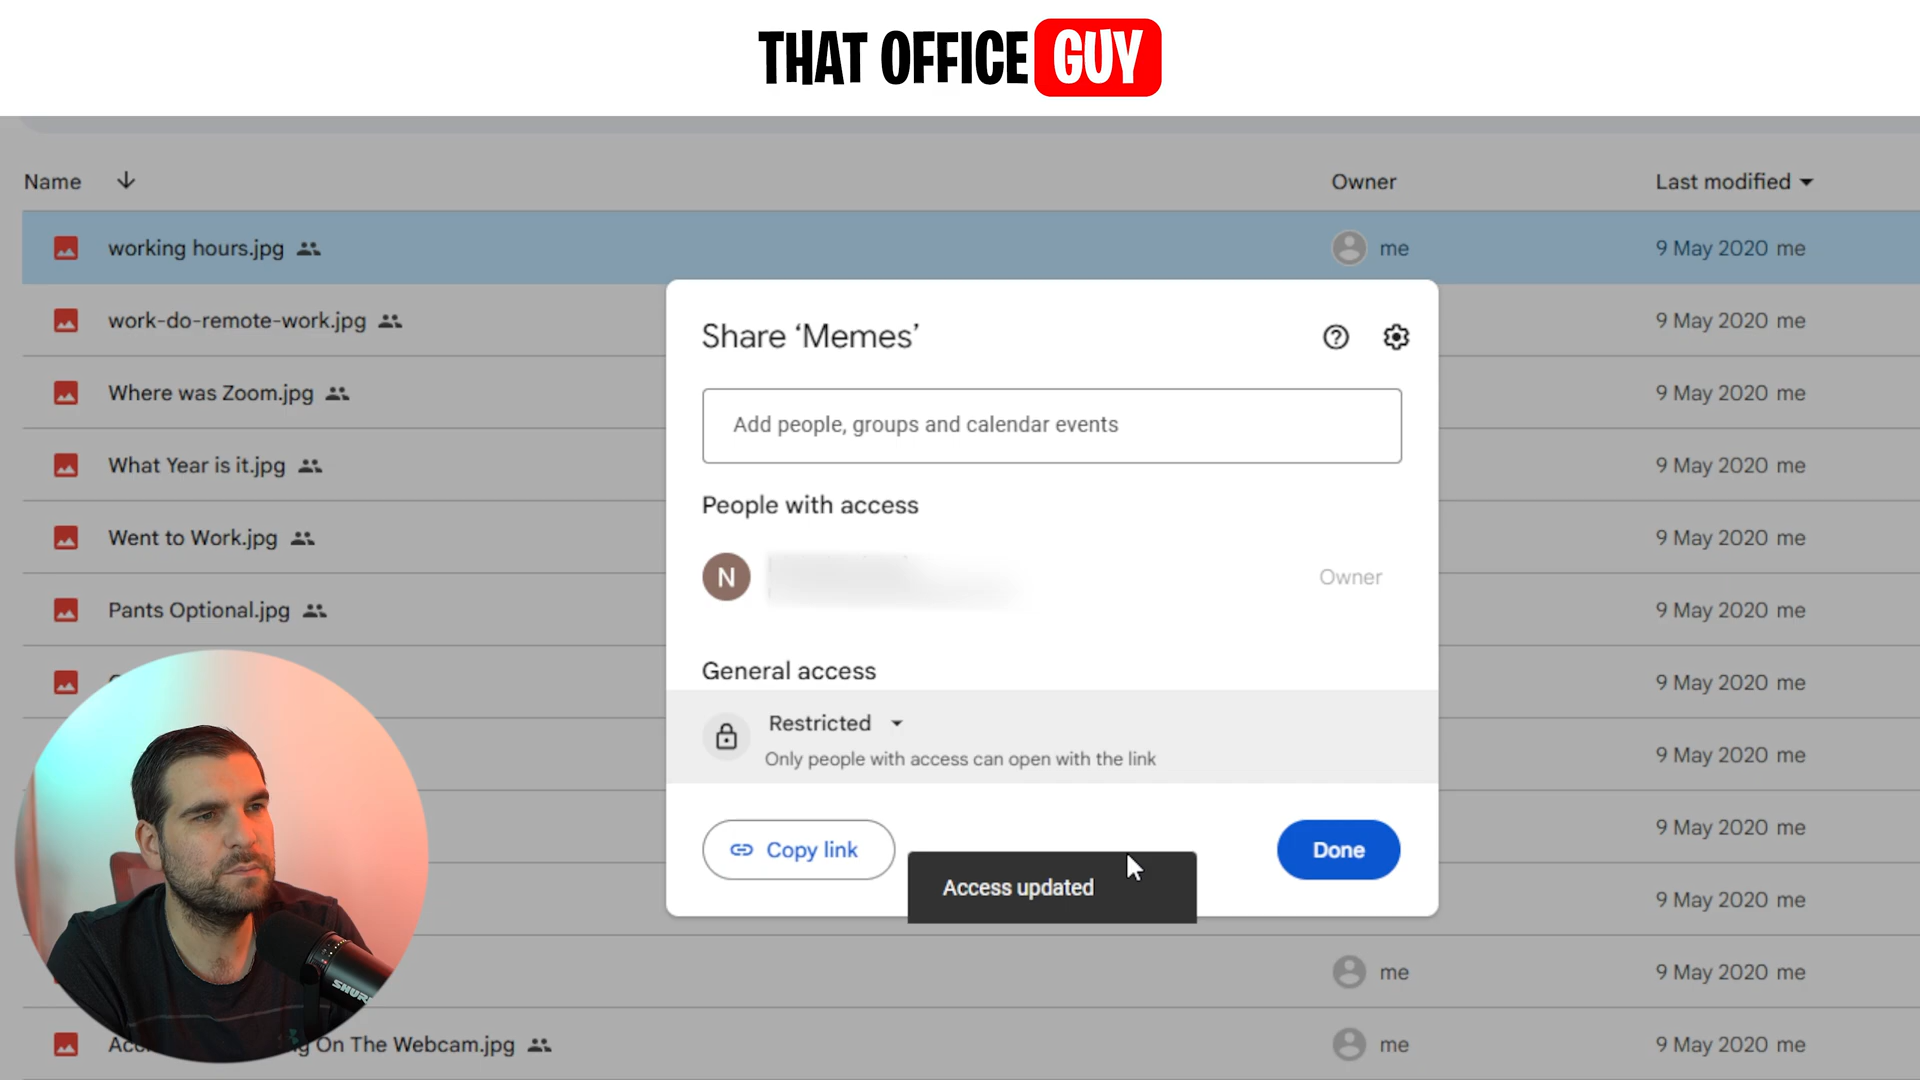 THAT OFFICE GUY
Name Owner Last modified
working hours.jpg me 9 May 2020 me
work-do-remote-work.jpg 9 May 2020 me
Where was Zoom.jpg 9 May 2020 me
What Year is it.jpg 9 May 2020 me
Went to Work.jpg 9 May 2020 me
Pants Optional.jpg 9 May 2020 me
9 May 2020 me
9 May 2020 me
9 May 2020 me
9 May 2020 me
me 9 May 2020 me
On The Webcam.jpg me 9 May 2020 me
Share ‘Memes’
Add people, groups and calendar events
People with access
N Owner
General access
Restricted
Only people with access can open with the link
Copy link Done
Access updated
SHURE